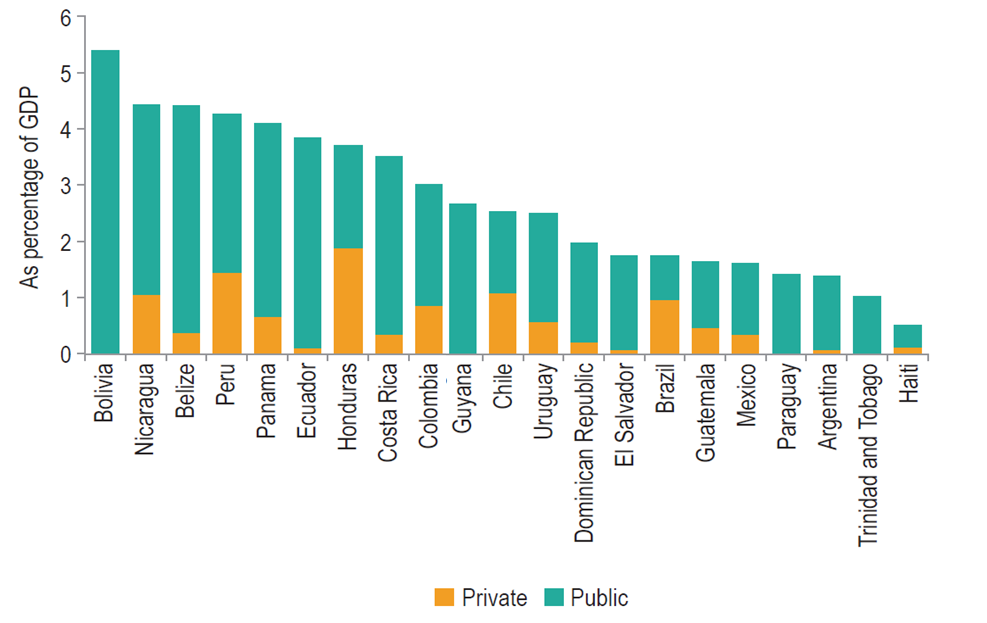 As percentage of GDP
6
5
4
3
2
1
0
Bolivia
Nicaragua
Belize
Peru
Panama
Ecuador
Honduras
Costa Rica
Colombia
Guyana
Chile
Uruguay
Dominican Republic
El Salvador
Brazil
Guatemala
Mexico
Paraguay
Argentina
Trinidad and Tobago
Haiti
Private Public